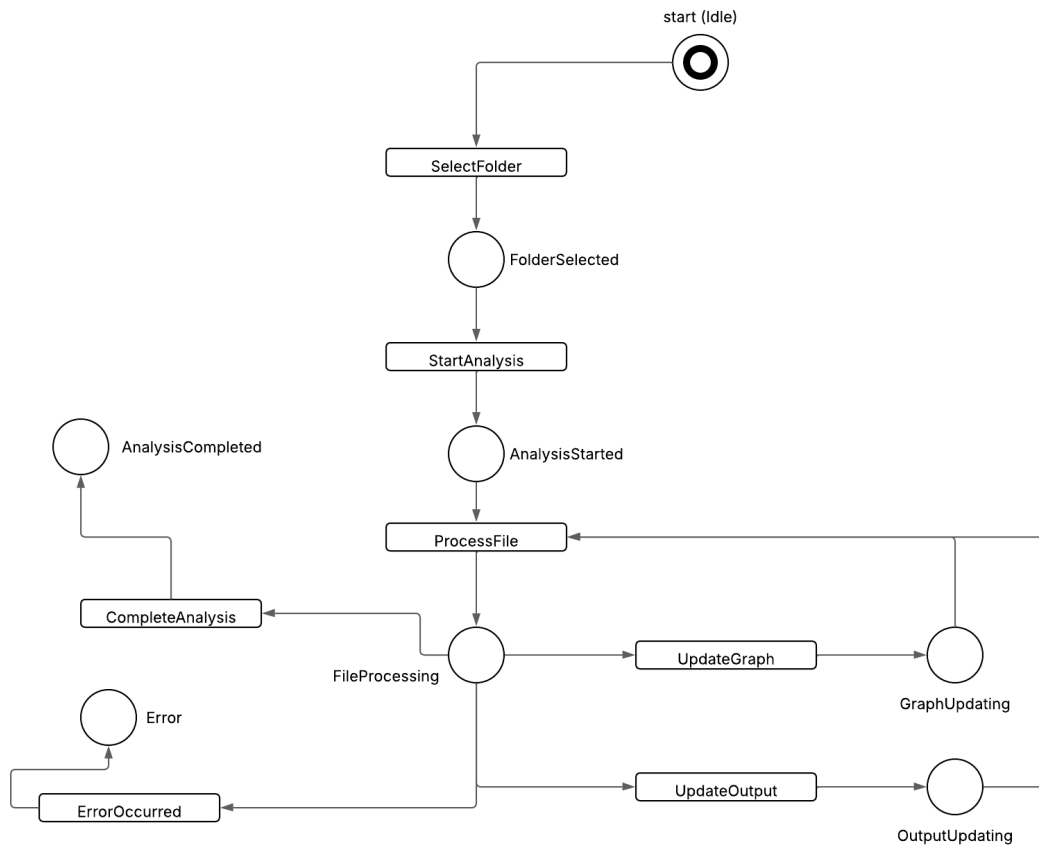 start (Idle)
SelectFolder
FolderSelected
StartAnalysis
AnalysisCompleted
AnalysisStarted
ProcessFile
CompleteAnalysis
UpdateGraph
FileProcessing
GraphUpdating
Error
UpdateOutput
ErrorOccurred
OutputUpdating